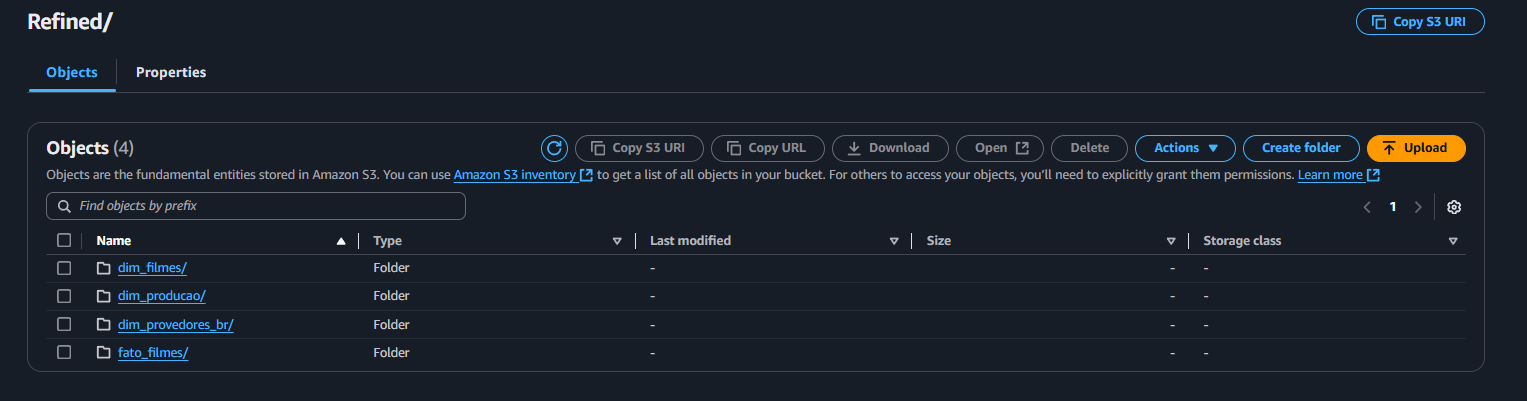 Refined/
Copy S3 URI
Objects
Properties
Objects (4)
Copy S3 URI
Copy URL
Download
Open
Delete
Actions
Create folder
Upload
Objects are the fundamental entities stored in Amazon S3. You can use Amazon S3 inventory to get a list of all objects in your bucket. For others to access your objects, you'll need to explicitly grant them permissions. Learn more
Find objects by prefix
1
Name Type Last modified Size Storage class
dim_filmes/ Folder - - -
dim_producao/ Folder - - -
dim_provedores_br/ Folder - - -
fato_filmes/ Folder - - -